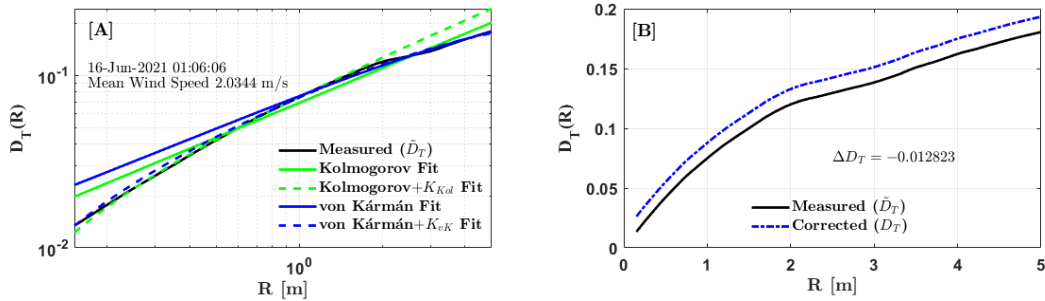 [A]
16-Jun-2021 01:06:06
Mean Wind Speed 2.0344 m/s
D_T(R)
10^-1
10^-2
Measured (D̃_T)
Kolmogorov Fit
Kolmogorov+K_Kol Fit
von Kármán Fit
von Kármán+K_vK Fit
10^0
R [m]
[B]
D_T(R)
0.2
0.15
0.1
0.05
0
ΔD_T = −0.012823
Measured (D̃_T)
Corrected (D_T)
0 1 2 3 4 5
R [m]